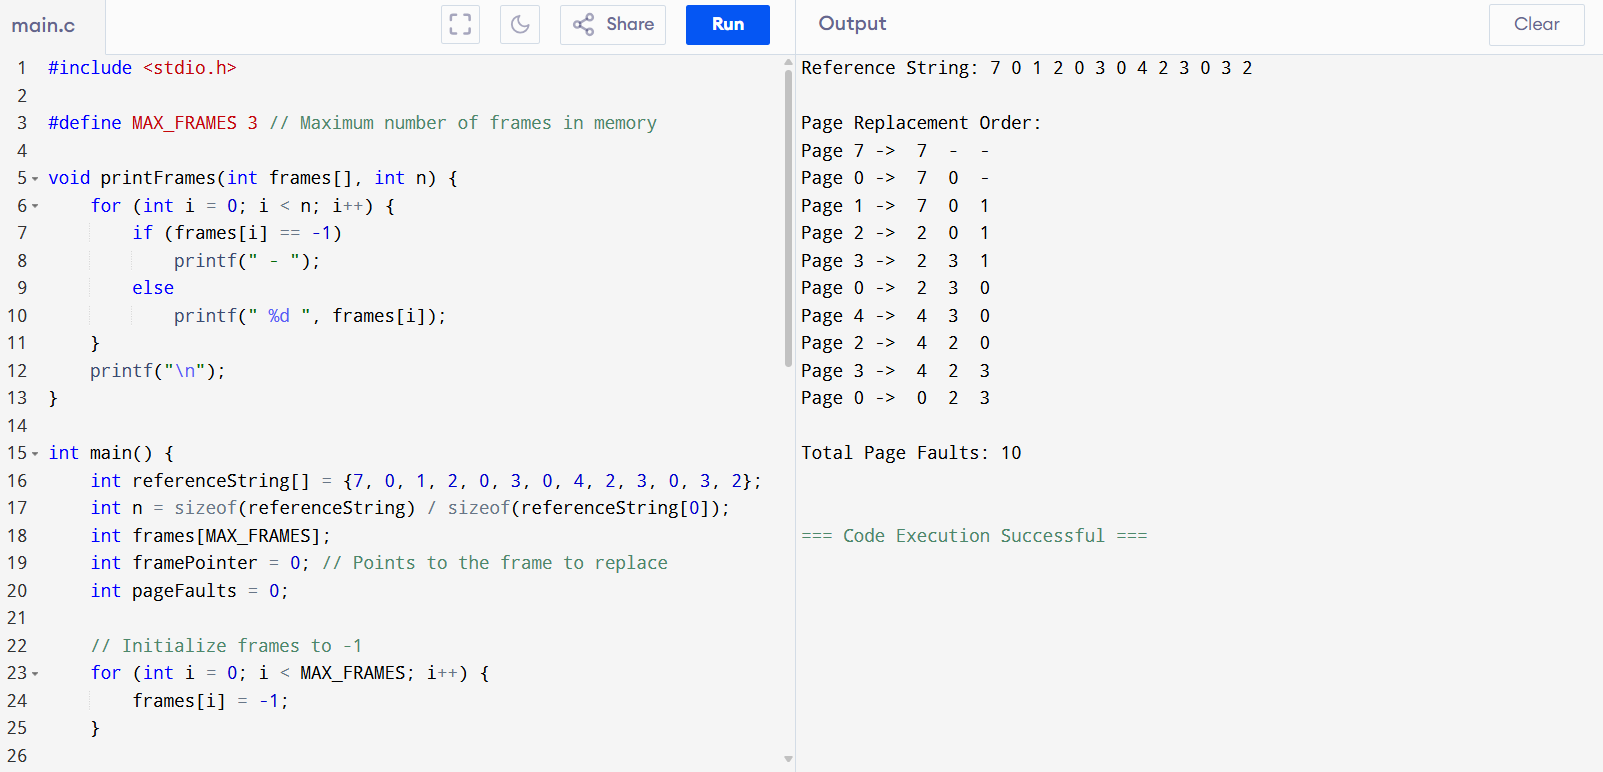 main.c
Share
Run
1 #include <stdio.h>
2
3 #define MAX_FRAMES 3 // Maximum number of frames in memory
4
5 void printFrames(int frames[], int n) {
6     for (int i = 0; i < n; i++) {
7         if (frames[i] == -1)
8             printf(" - ");
9         else
10             printf(" %d ", frames[i]);
11     }
12     printf("\n");
13 }
14
15 int main() {
16     int referenceString[] = {7, 0, 1, 2, 0, 3, 0, 4, 2, 3, 0, 3, 2};
17     int n = sizeof(referenceString) / sizeof(referenceString[0]);
18     int frames[MAX_FRAMES];
19     int framePointer = 0; // Points to the frame to replace
20     int pageFaults = 0;
21
22     // Initialize frames to -1
23     for (int i = 0; i < MAX_FRAMES; i++) {
24         frames[i] = -1;
25     }
26
Output
Clear
Reference String: 7 0 1 2 0 3 0 4 2 3 0 3 2
Page Replacement Order:
Page 7 ->  7  -  -
Page 0 ->  7  0  -
Page 1 ->  7  0  1
Page 2 ->  2  0  1
Page 3 ->  2  3  1
Page 0 ->  2  3  0
Page 4 ->  4  3  0
Page 2 ->  4  2  0
Page 3 ->  4  2  3
Page 0 ->  0  2  3
Total Page Faults: 10
=== Code Execution Successful ===